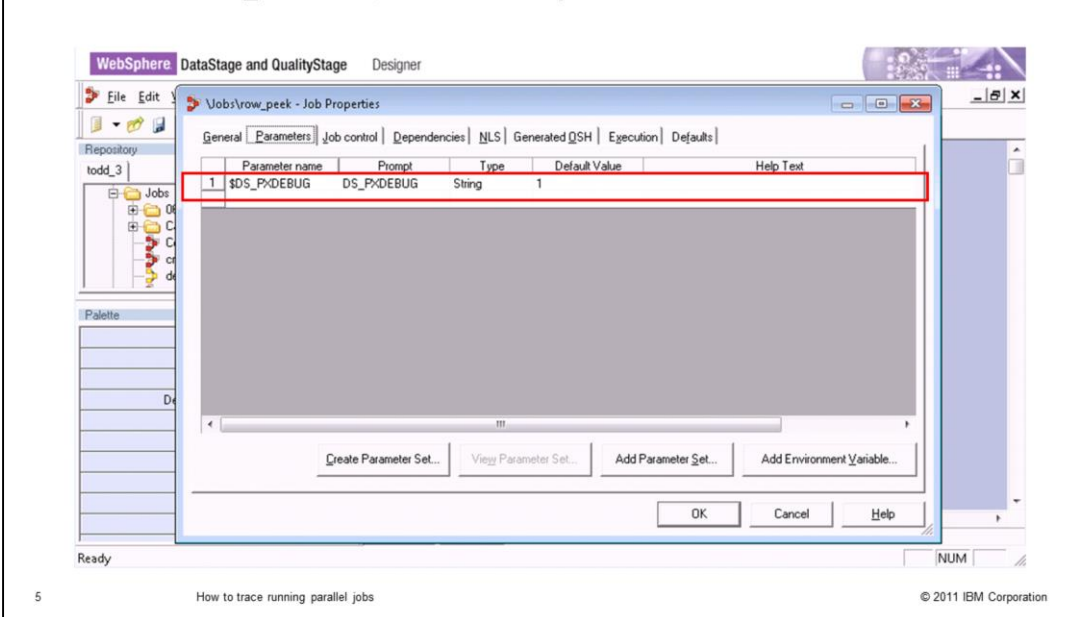 WebSphere DataStage and QualityStage Designer
File Edit
\Jobs\row_peek - Job Properties
General Parameters Job control Dependencies NLS Generated OSH Execution Defaults
Repository
todd_3
Jobs
Parameter name Prompt Type Default Value Help Text
1 $DS_PXDEBUG DS_PXDEBUG String 1
Palette
Create Parameter Set... View Parameter Set... Add Parameter Set... Add Environment Variable...
OK Cancel Help
Ready NUM
5 How to trace running parallel jobs © 2011 IBM Corporation